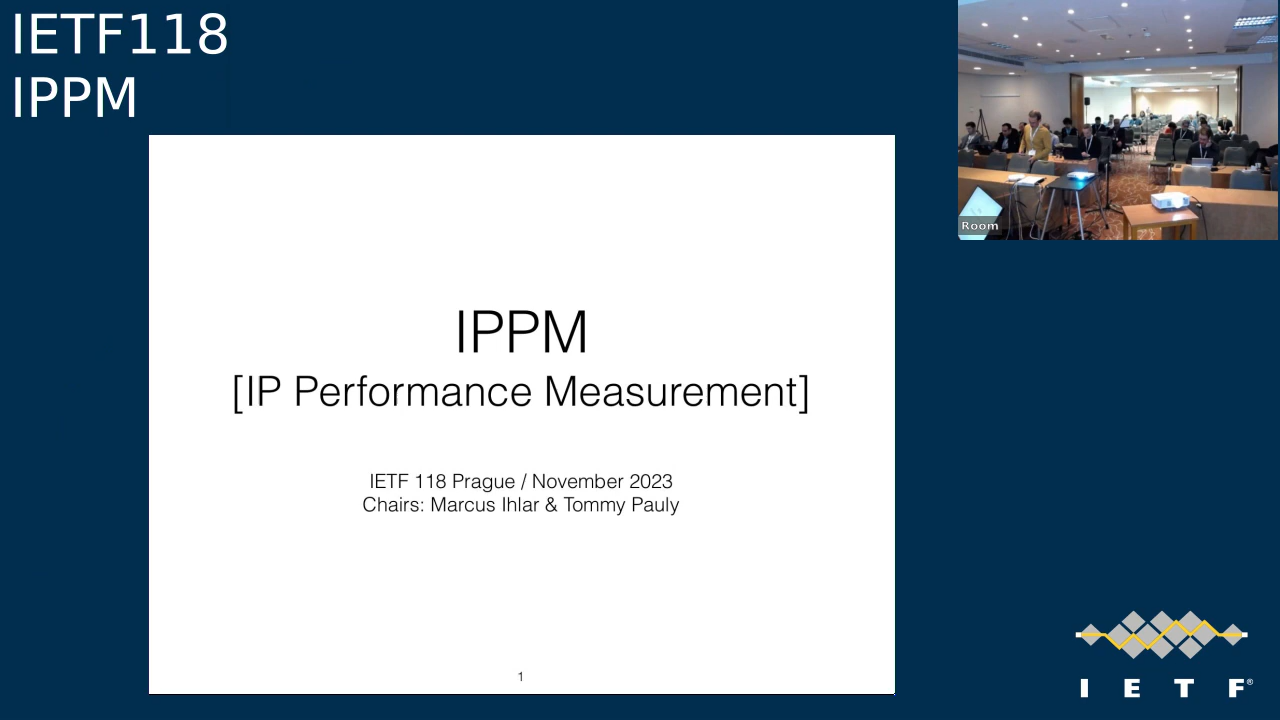 IETF118
IPPM
Room
IPPM
[IP Performance Measurement]
IETF 118 Prague / November 2023
Chairs: Marcus Ihlar & Tommy Pauly
1
I E T F®